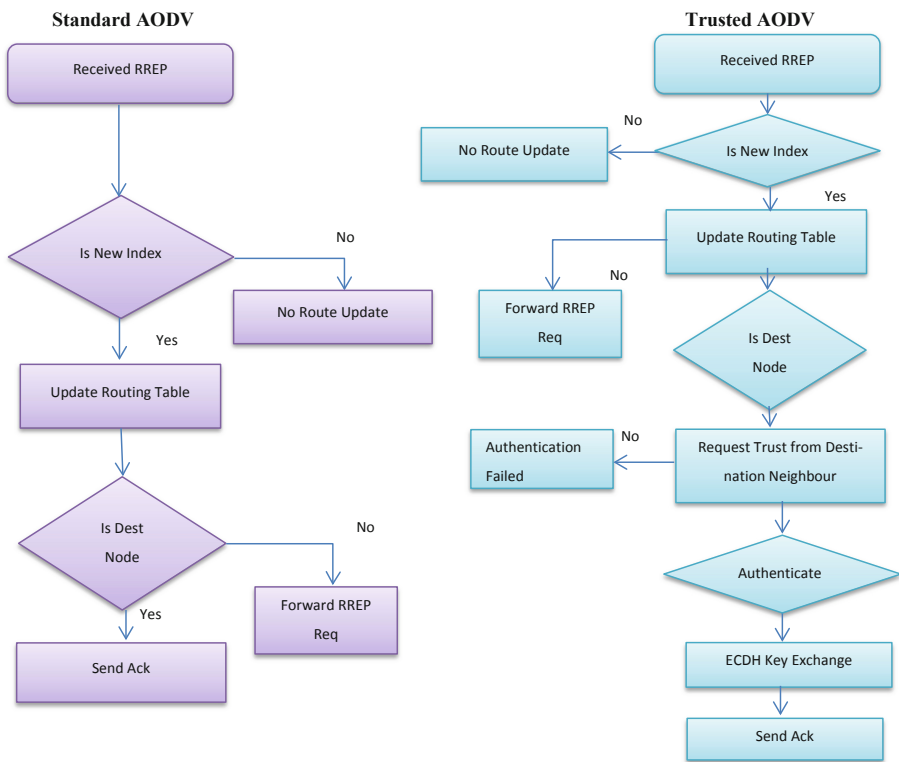 Standard AODV
Received RREP
Is New Index
No
No Route Update
Yes
Update Routing Table
Is Dest
Node
No
Yes
Forward RREP
Req
Send Ack
Trusted AODV
Received RREP
No
No Route Update
Is New Index
Yes
Update Routing Table
No
Forward RREP
Req
Is Dest
Node
Authentication
Failed
No
Request Trust from Desti-
nation Neighbour
Authenticate
ECDH Key Exchange
Send Ack